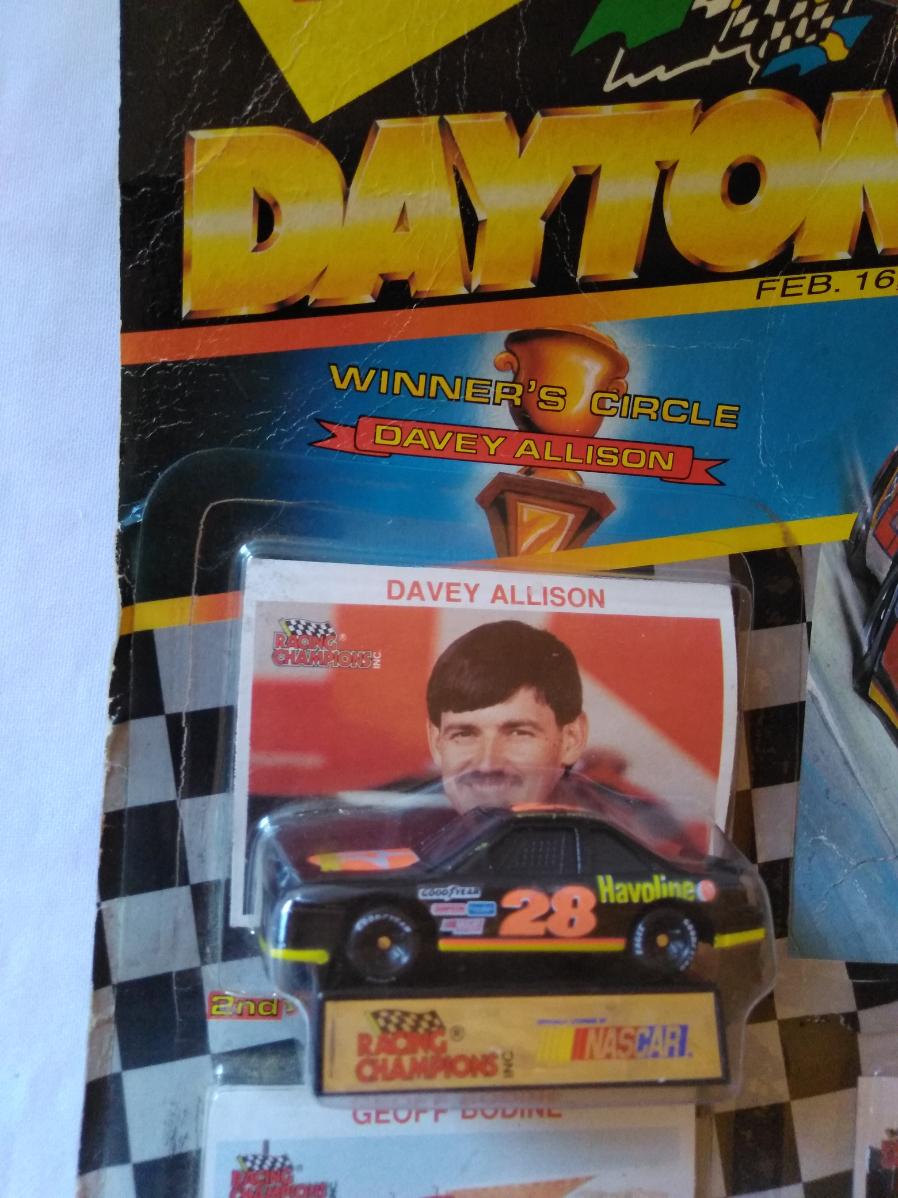 DAYTON
FEB. 16,
WINNER'S CIRCLE
DAVEY ALLISON
DAVEY ALLISON
RACING
CHAMPIONS INC.
GOODYEAR
28
Havoline
2nd
RACING
CHAMPIONS INC
NASCAR
GEOFF BODINE
RACING
CHAMPIONS